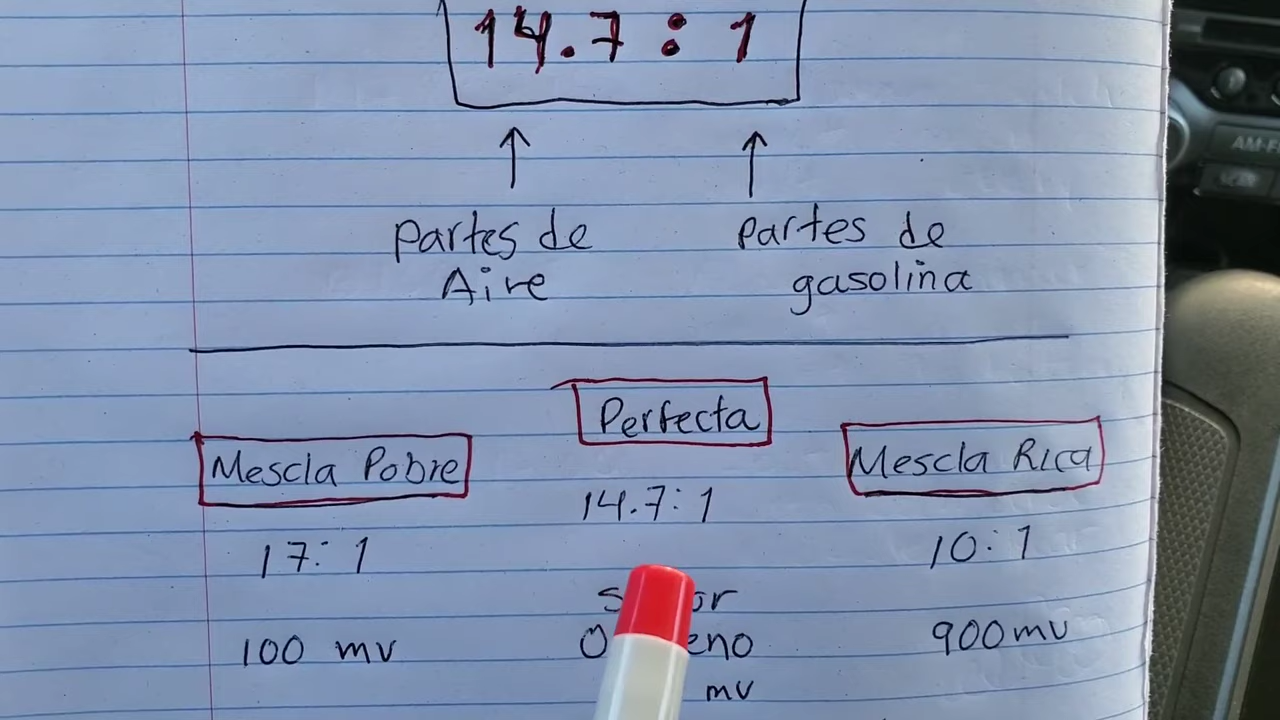 14.7 : 1
partes de
Aire
partes de
gasolina
Perfecta
Mescla Pobre
Mescla Rica
14.7:1
17:1
10:1
100 mv
900mv
mv
AM-F